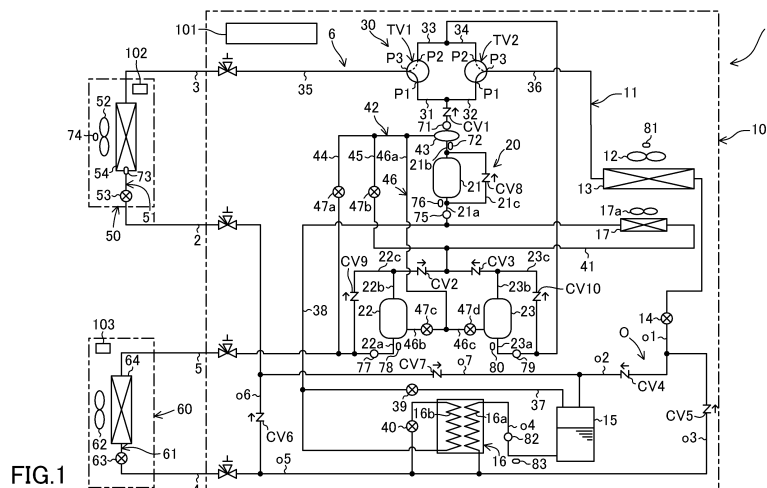 101
6
30
TV1
33
34
TV2
P3
P2
P2
P3
P1
P1
31
32
3
35
36
11
1
10
102
52
74
54
73
53
51
50
2
42
71
CV1
43
72
20
44
45
46a
21b
46
21
CV8
47a
47b
76
75
21a
21c
81
12
13
17a
17
41
CV9
22c
CV2
CV3
23c
22b
23b
CV10
38
22
47c
47d
23
46b
46c
22a
23a
77
78
80
79
14
O
o1
o2
CV4
CV7
o7
103
64
5
60
62
61
63
o6
CV6
39
37
15
40
16b
16a
o4
82
83
16
CV5
o3
o5
4
FIG.1